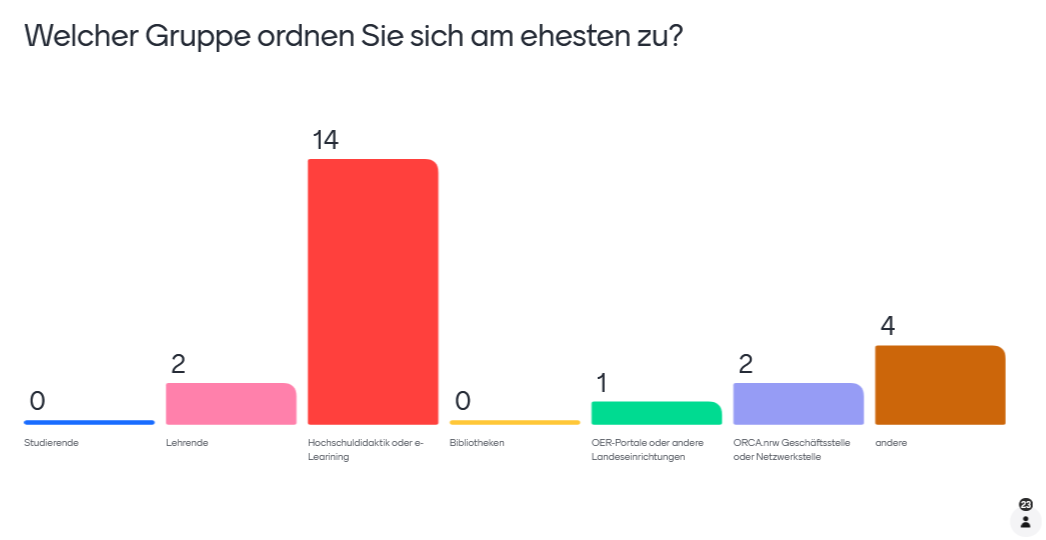 Welcher Gruppe ordnen Sie sich am ehesten zu?
14
4
2
2
1
0
0
Studierende
Lehrende
Hochschuldidaktik oder e-
Learining
Bibliotheken
OER-Portale oder andere
Landeseinrichtungen
ORCA.nrw Geschäftsstelle
oder Netzwerkstelle
andere
23